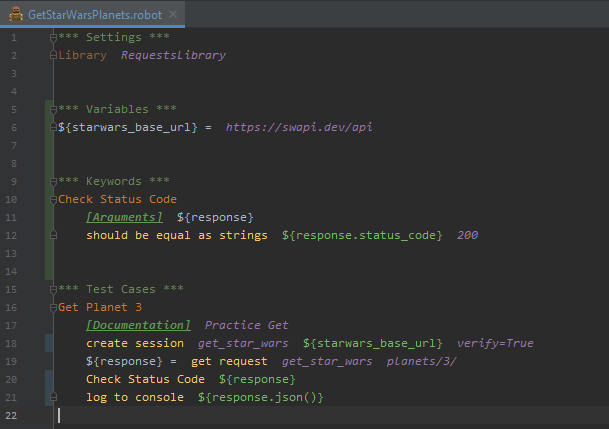 GetStarWarsPlanets.robot
1 *** Settings ***
2 Library  RequestsLibrary
3
4
5 *** Variables ***
6 ${starwars_base_url} =  https://swapi.dev/api
7
8
9 *** Keywords ***
10 Check Status Code
11     [Arguments]  ${response}
12     should be equal as strings  ${response.status_code}  200
13
14
15 *** Test Cases ***
16 Get Planet 3
17     [Documentation]  Practice Get
18     create session  get_star_wars  ${starwars_base_url}  verify=True
19     ${response} =  get request  get_star_wars  planets/3/
20     Check Status Code  ${response}
21     log to console  ${response.json()}
22